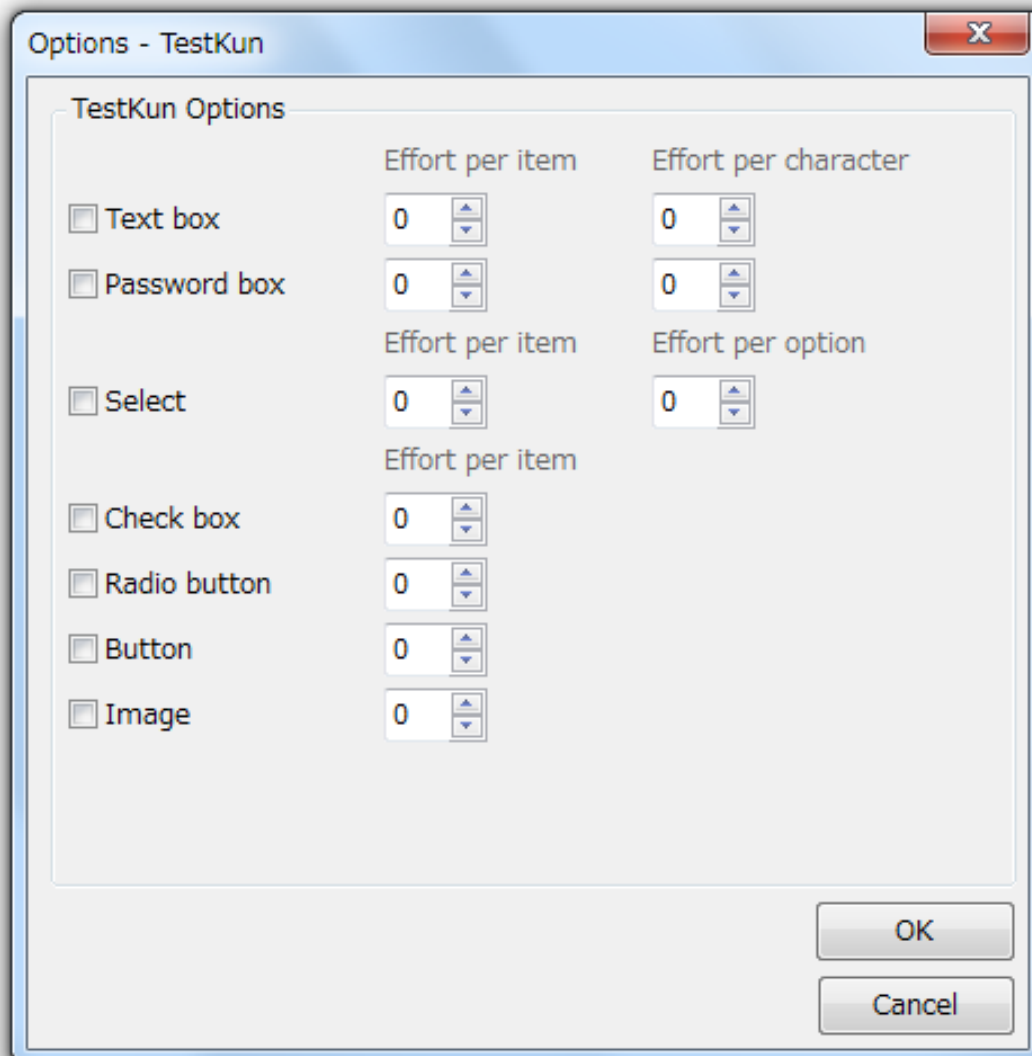 Options - TestKun
TestKun Options
Effort per item Effort per character
Text box 0 0
Password box 0 0
Effort per item Effort per option
Select 0 0
Effort per item
Check box 0
Radio button 0
Button 0
Image 0
OK
Cancel